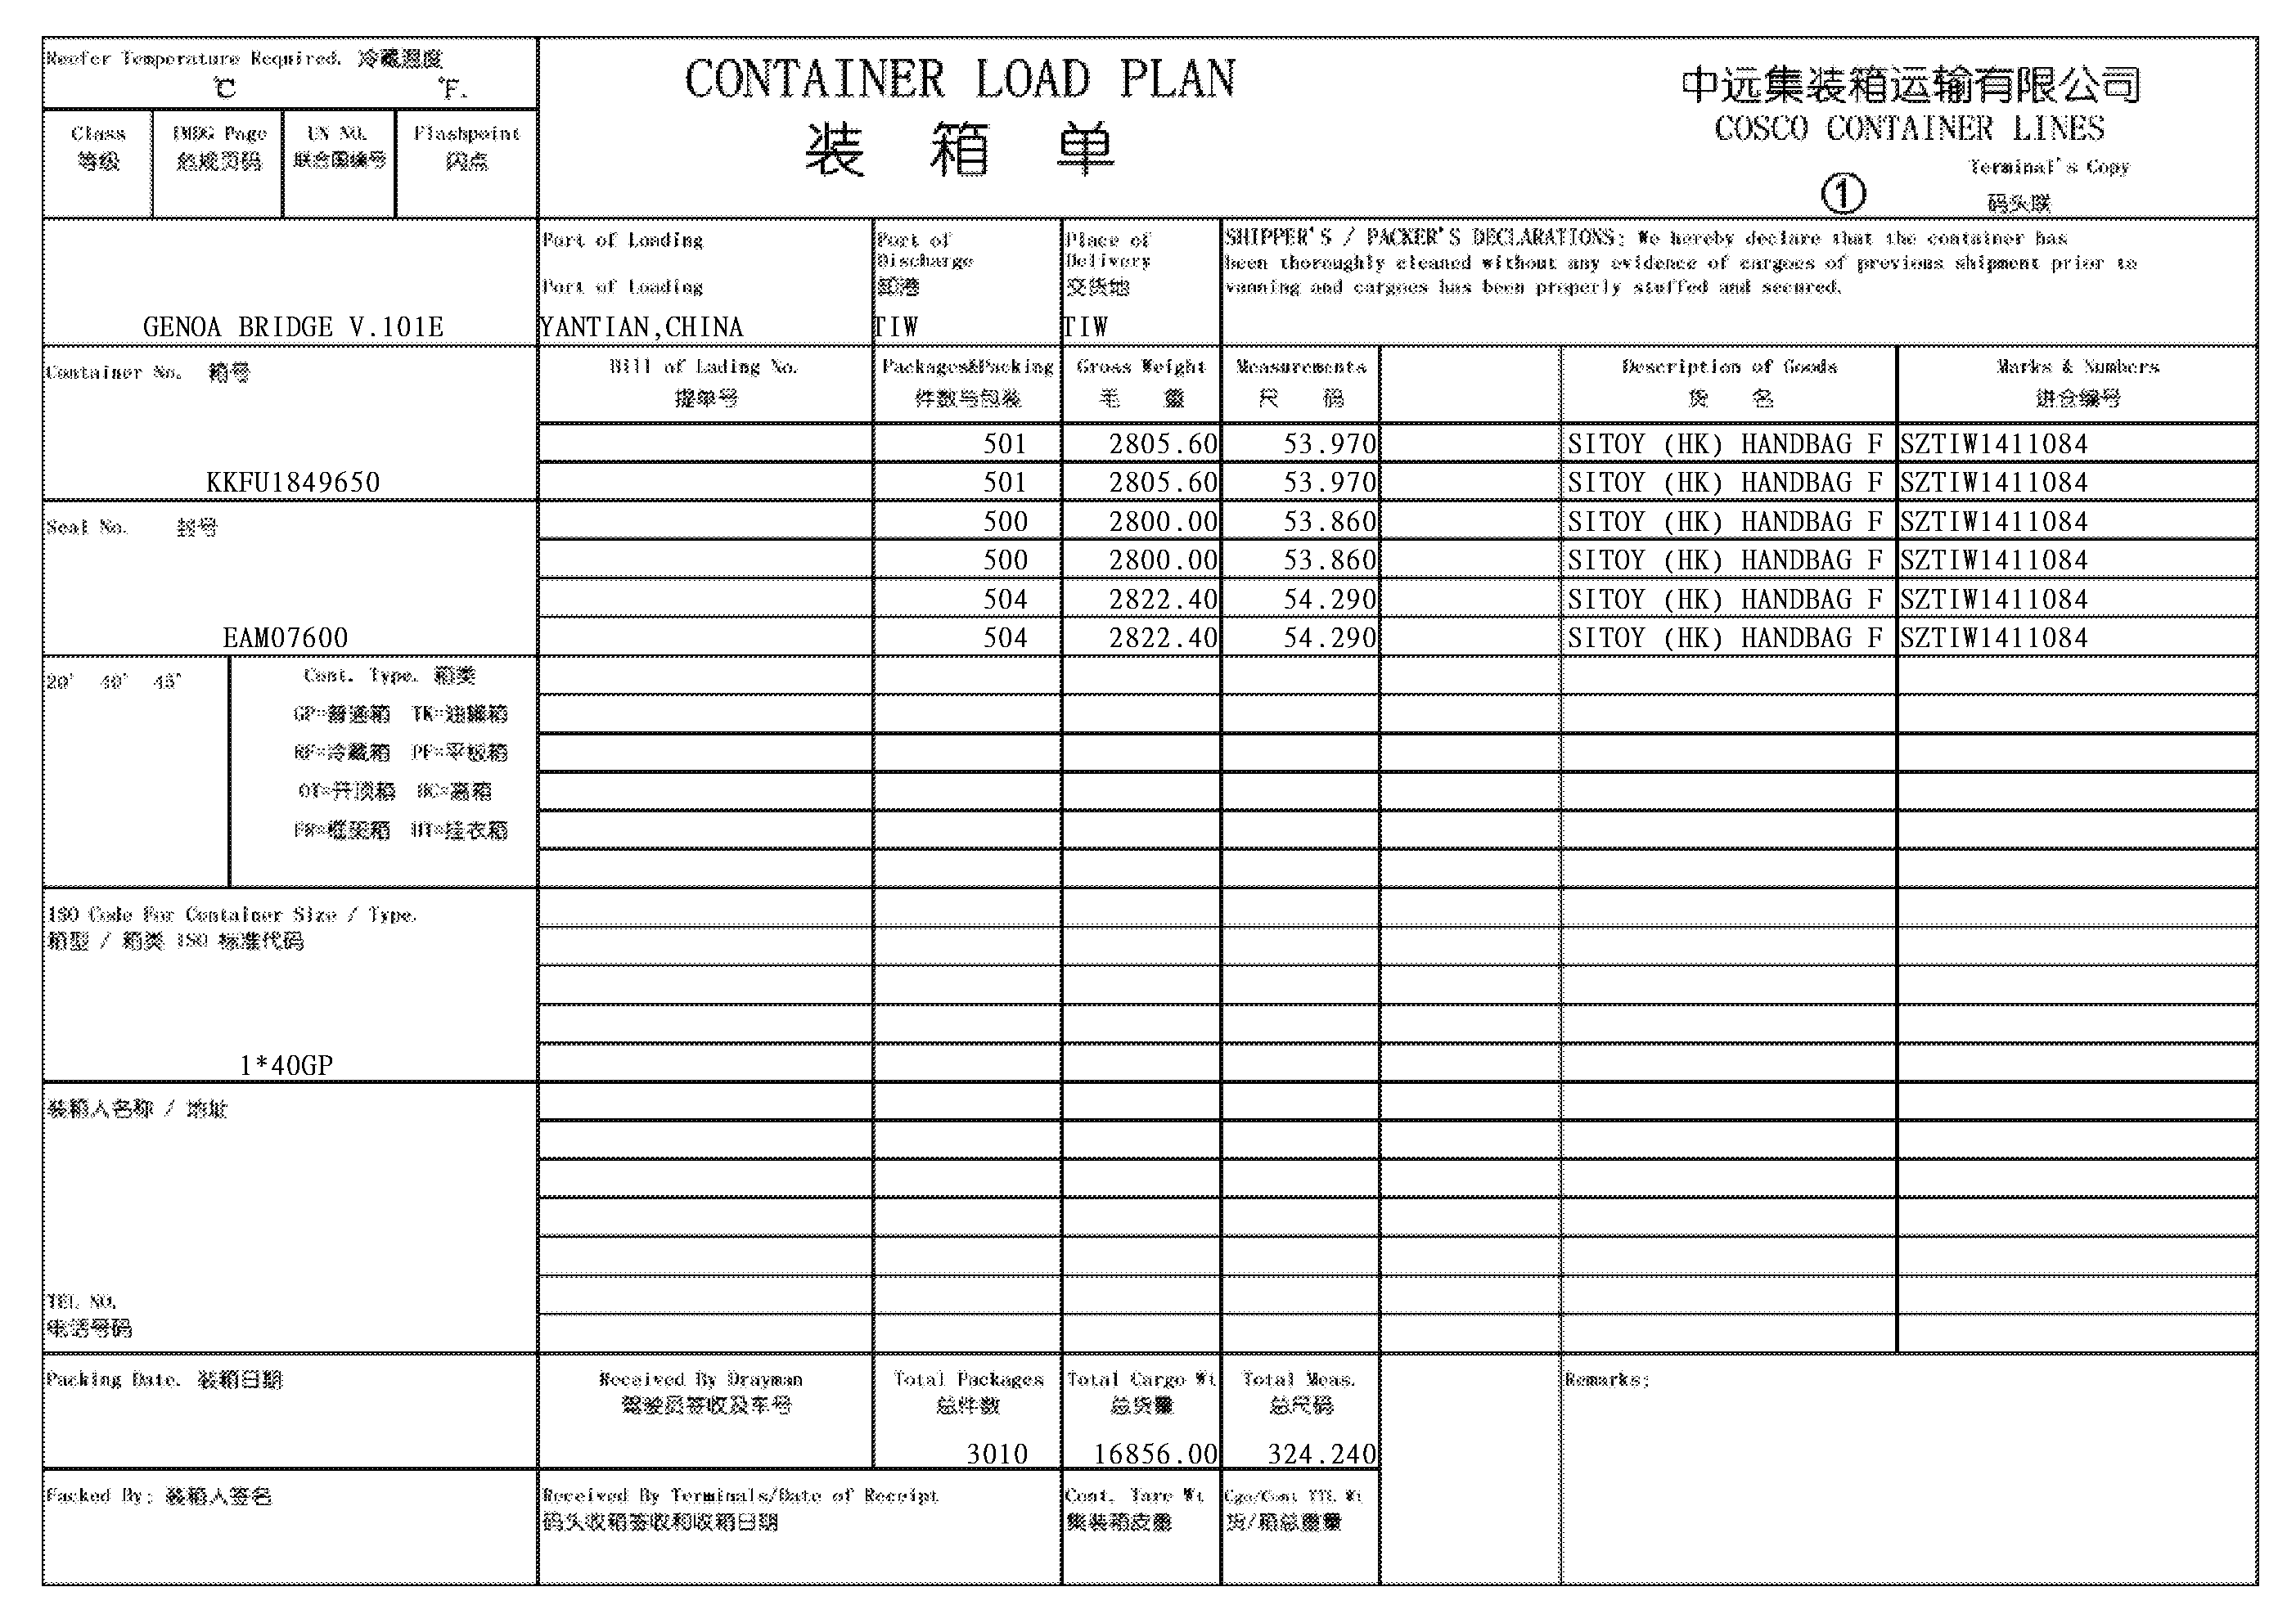 Reefer Temperature Required. 冷藏温度
℃ ℉.
Class IMDG Page UN NO. Flashpoint
等级 危规页码 联合国编号 闪点
CONTAINER LOAD PLAN
装 箱 单
中远集装箱运输有限公司
COSCO CONTAINER LINES
Terminal's Copy
① 码头联
GENOA BRIDGE V.101E
Port of Loading
Port of Loading
YANTIAN,CHINA
Port of
Discharge
卸港
TIW
Place of
Delivery
交货地
TIW
SHIPPER'S / PACKER'S DECLARATIONS: We hereby declare that the container has
been thoroughly cleaned without any evidence of cargoes of previous shipment prior to
vanning and cargoes has been properly stuffed and secured.
Container No. 箱号
KKFU1849650
Seal No. 封号
EAM07600
Bill of Lading No. Packages&Packing Gross Weight Measurements Description of Goods Marks & Numbers
提单号 件数与包装 毛 重 尺 码 货 名 进仓编号
501 2805.60 53.970 SITOY (HK) HANDBAG F SZTIW1411084
501 2805.60 53.970 SITOY (HK) HANDBAG F SZTIW1411084
500 2800.00 53.860 SITOY (HK) HANDBAG F SZTIW1411084
500 2800.00 53.860 SITOY (HK) HANDBAG F SZTIW1411084
504 2822.40 54.290 SITOY (HK) HANDBAG F SZTIW1411084
504 2822.40 54.290 SITOY (HK) HANDBAG F SZTIW1411084
20' 40' 45'
Cont. Type. 箱类
GP=普通箱 TK=油罐箱
RF=冷藏箱 PF=平板箱
OT=开顶箱 HC=高箱
FR=框架箱 HT=挂衣箱
ISO Code For Container Size / Type.
箱型 / 箱类 ISO 标准代码
1*40GP
装箱人名称 / 地址
TEL NO.
电话号码
Packing Date. 装箱日期
Received By Drayman Total Packages Total Cargo Wt Total Meas. Remarks:
驾驶员签收及车号 总件数 总货重 总尺码
3010 16856.00 324.240
Packed By: 装箱人签名
Received By Terminals/Date of Receipt Cont. Tare Wt Cgo/Cont TTL Wt
码头收箱签收和收箱日期 集装箱皮重 货/箱总重量